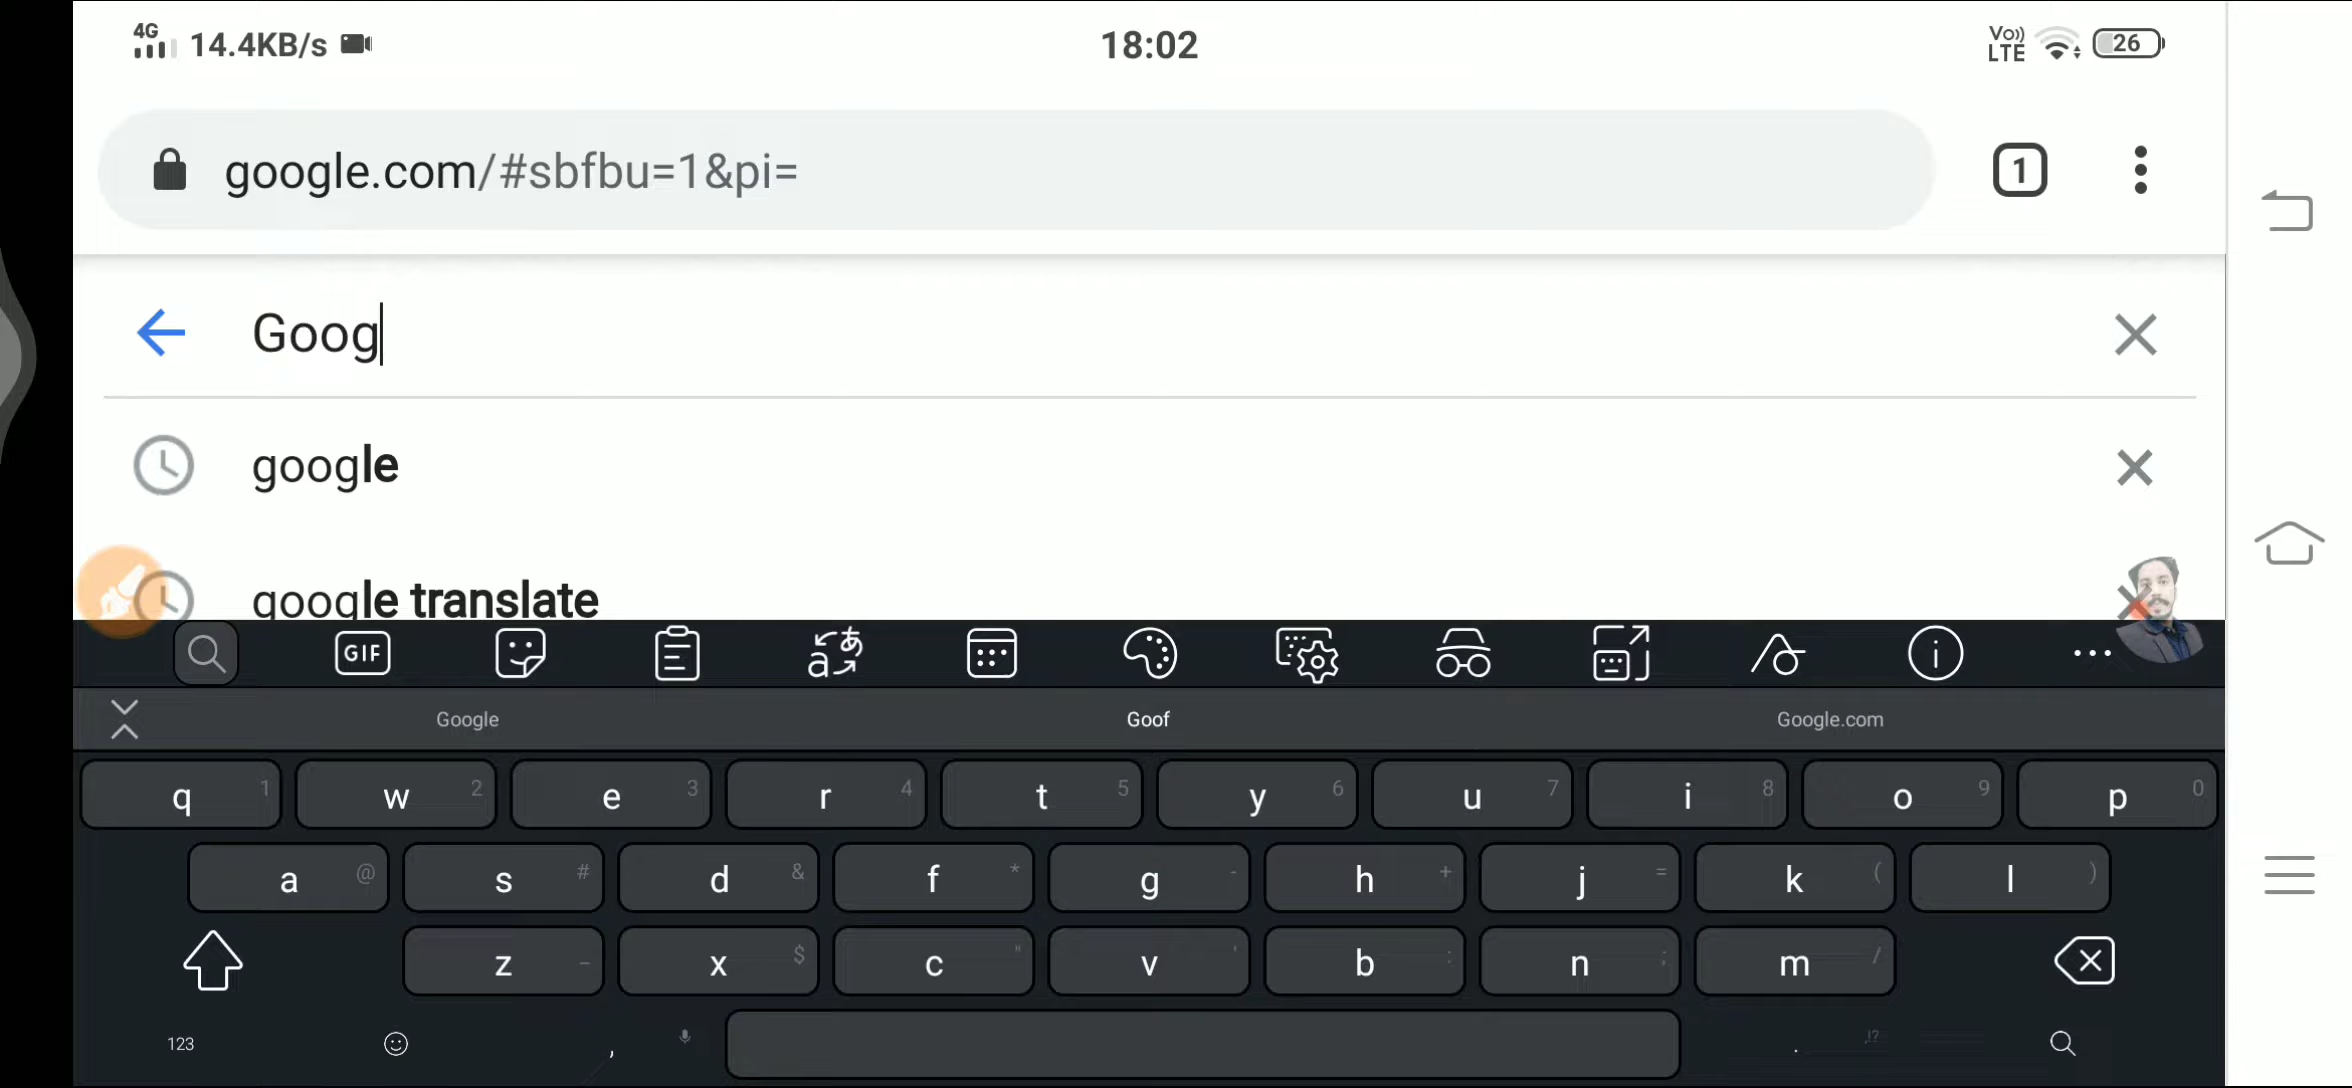 4G 14.4KB/s 18:02 Vo)) LTE 26
google.com/#sbfbu=1&pi= 1
Goog
google
google translate
GIF a あ i
Google Goof Google.com
q 1 w 2 e 3 r 4 t 5 y 6 u 7 i 8 o 9 p 0
a @ s # d & f * g - h + j = k ( l )
z _ x $ c " v ' b : n ; m /
123 , . ,!?